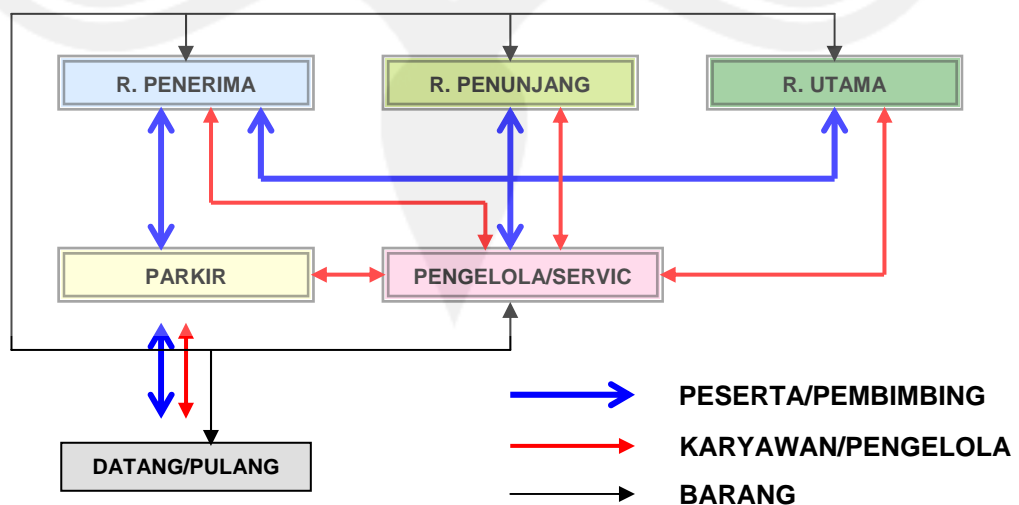 R. PENERIMA
R. PENUNJANG
R. UTAMA
PARKIR
PENGELOLA/SERVIC
PESERTA/PEMBIMBING
KARYAWAN/PENGELOLA
DATANG/PULANG
BARANG